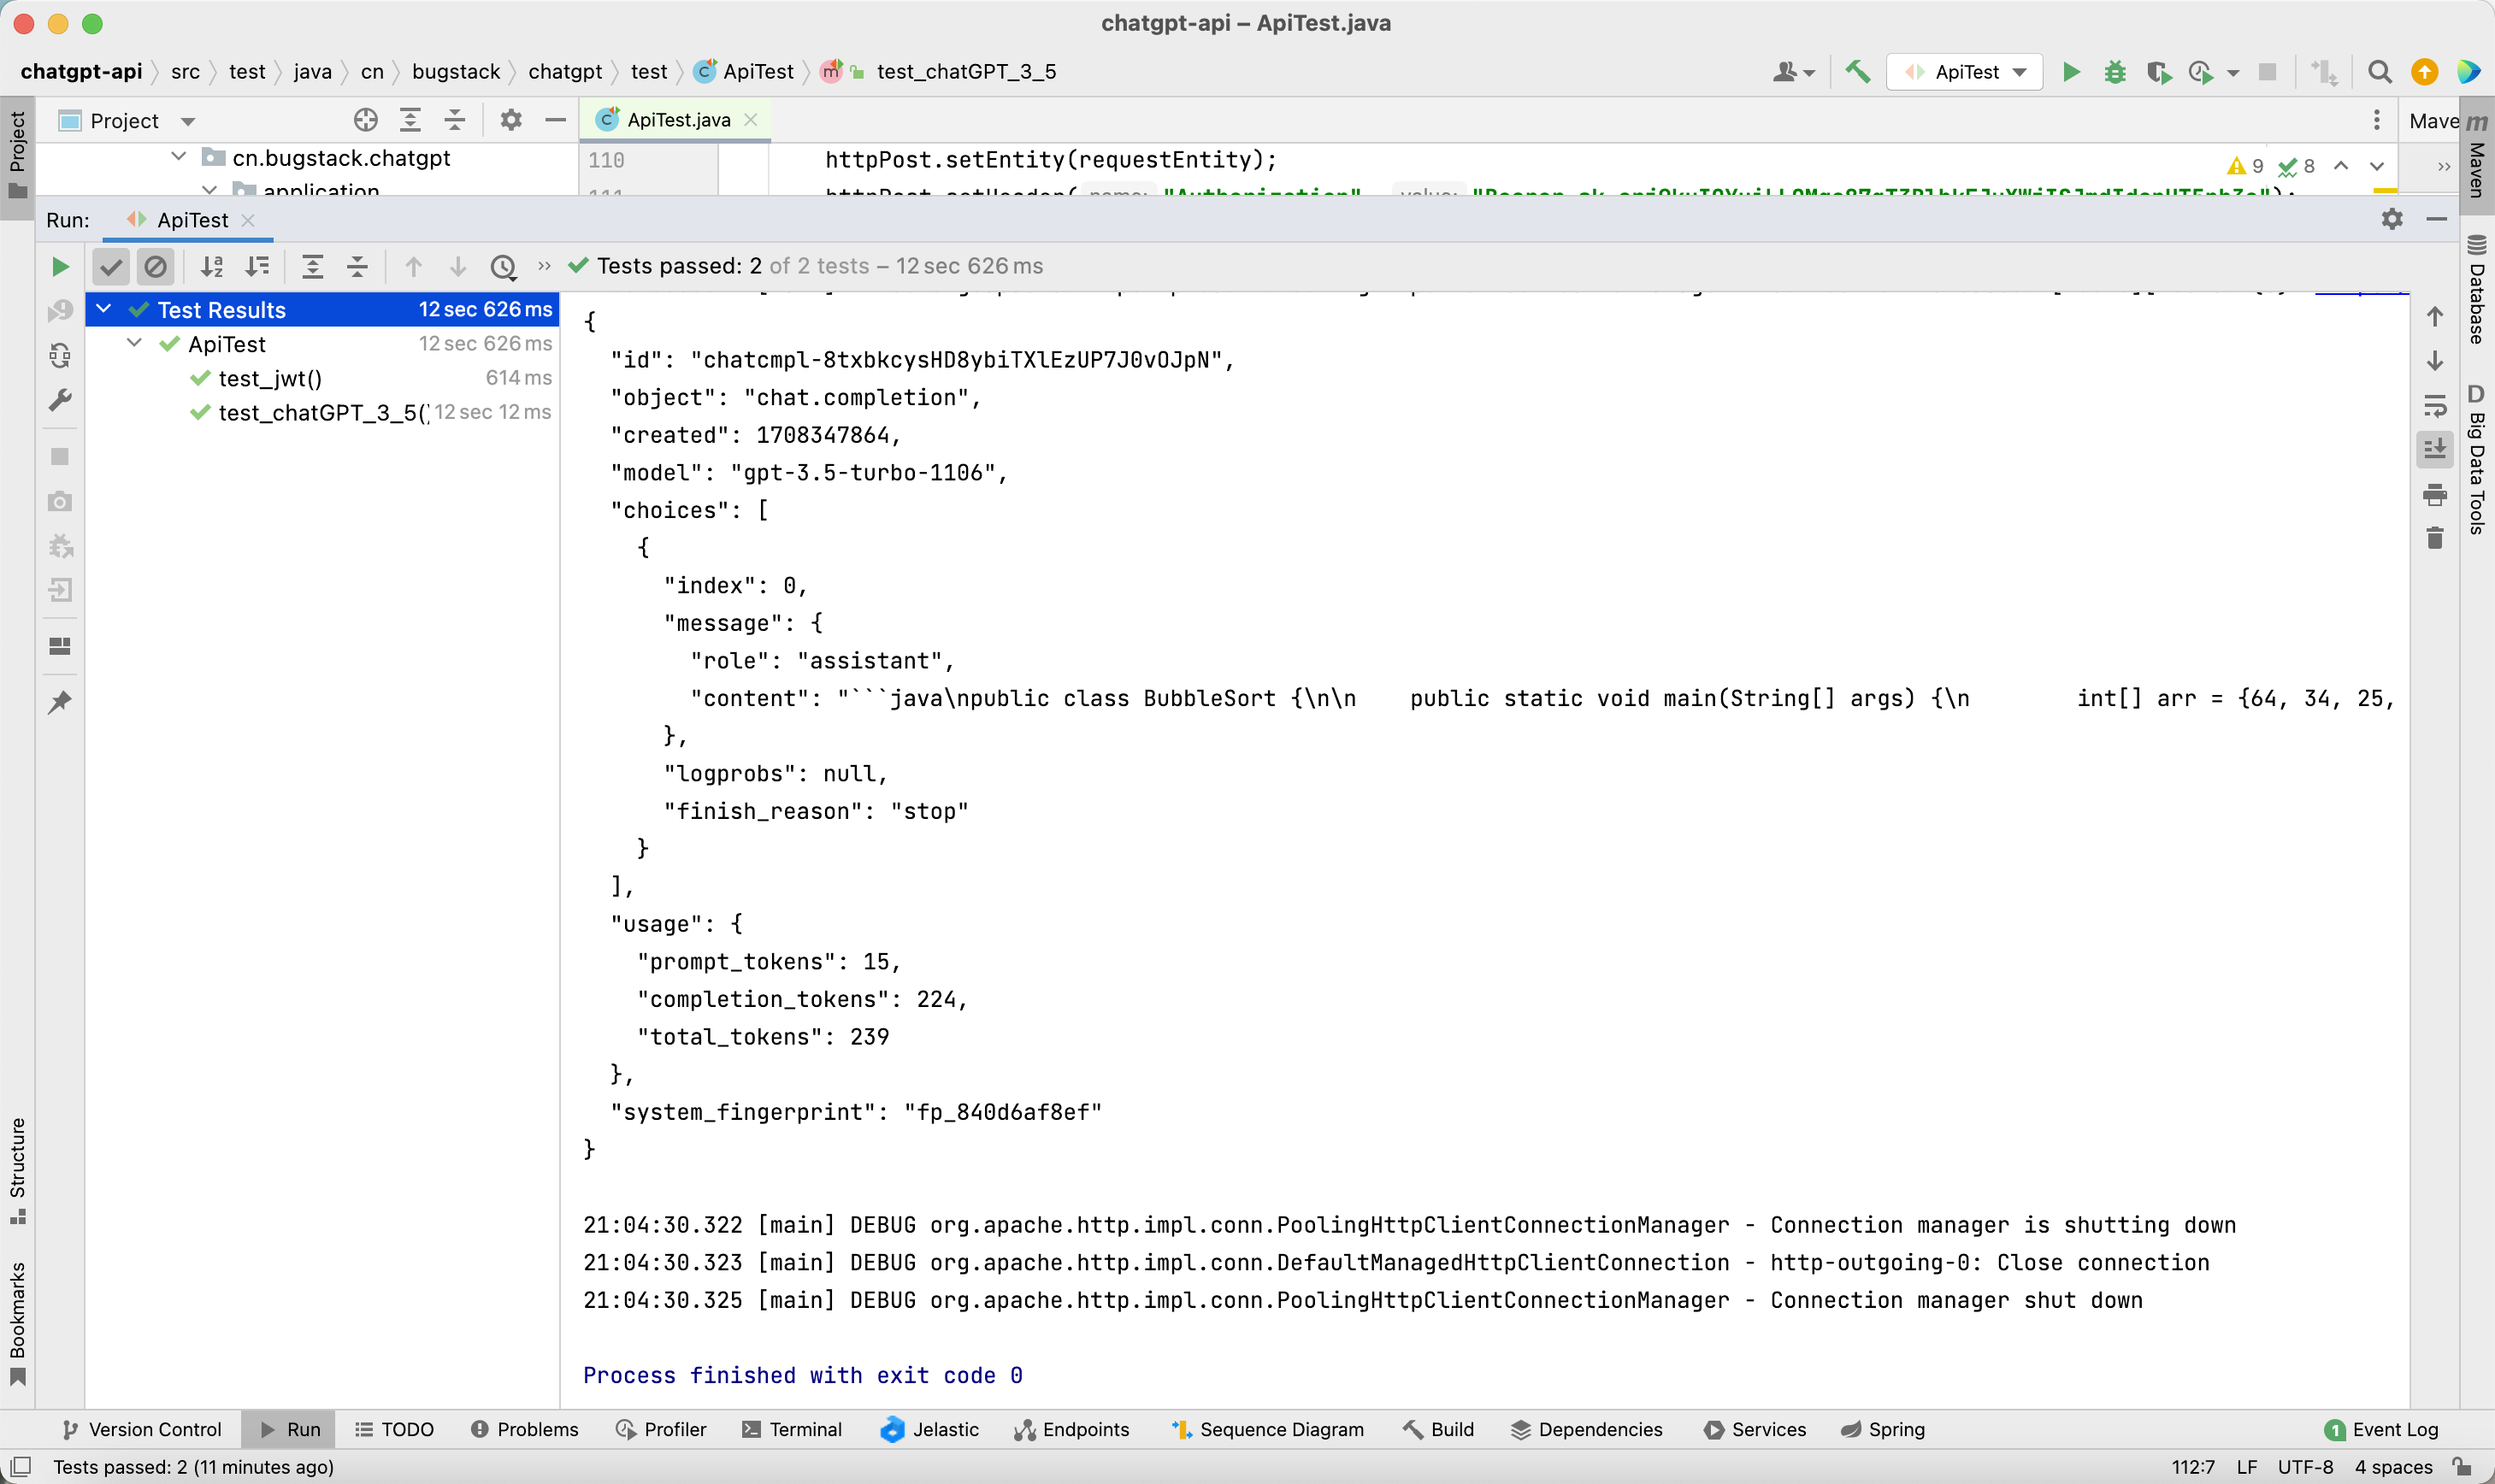 chatgpt-api – ApiTest.java
chatgpt-api 〉 src 〉 test 〉 java 〉 cn 〉 bugstack 〉 chatgpt 〉 test 〉 ApiTest 〉 test_chatGPT_3_5
ApiTest
Project
ApiTest.java
Mave
cn.bugstack.chatgpt
110 httpPost.setEntity(requestEntity);
9 8
application
Run: ApiTest
Tests passed: 2 of 2 tests – 12 sec 626 ms
Test Results 12 sec 626 ms
ApiTest 12 sec 626 ms
test_jwt() 614 ms
test_chatGPT_3_5() 12 sec 12 ms
{
"id": "chatcmpl-8txbkcysHD8ybiTXlEzUP7J0vOJpN",
"object": "chat.completion",
"created": 1708347864,
"model": "gpt-3.5-turbo-1106",
"choices": [
{
"index": 0,
"message": {
"role": "assistant",
"content": "```java\npublic class BubbleSort {\n\n    public static void main(String[] args) {\n        int[] arr = {64, 34, 25,
},
"logprobs": null,
"finish_reason": "stop"
}
],
"usage": {
"prompt_tokens": 15,
"completion_tokens": 224,
"total_tokens": 239
},
"system_fingerprint": "fp_840d6af8ef"
}
21:04:30.322 [main] DEBUG org.apache.http.impl.conn.PoolingHttpClientConnectionManager - Connection manager is shutting down
21:04:30.323 [main] DEBUG org.apache.http.impl.conn.DefaultManagedHttpClientConnection - http-outgoing-0: Close connection
21:04:30.325 [main] DEBUG org.apache.http.impl.conn.PoolingHttpClientConnectionManager - Connection manager shut down
Process finished with exit code 0
Project
Structure
Bookmarks
Maven
Database
D Big Data Tools
Version Control Run TODO Problems Profiler Terminal Jelastic Endpoints Sequence Diagram Build Dependencies Services Spring 1 Event Log
Tests passed: 2 (11 minutes ago) 112:7 LF UTF-8 4 spaces